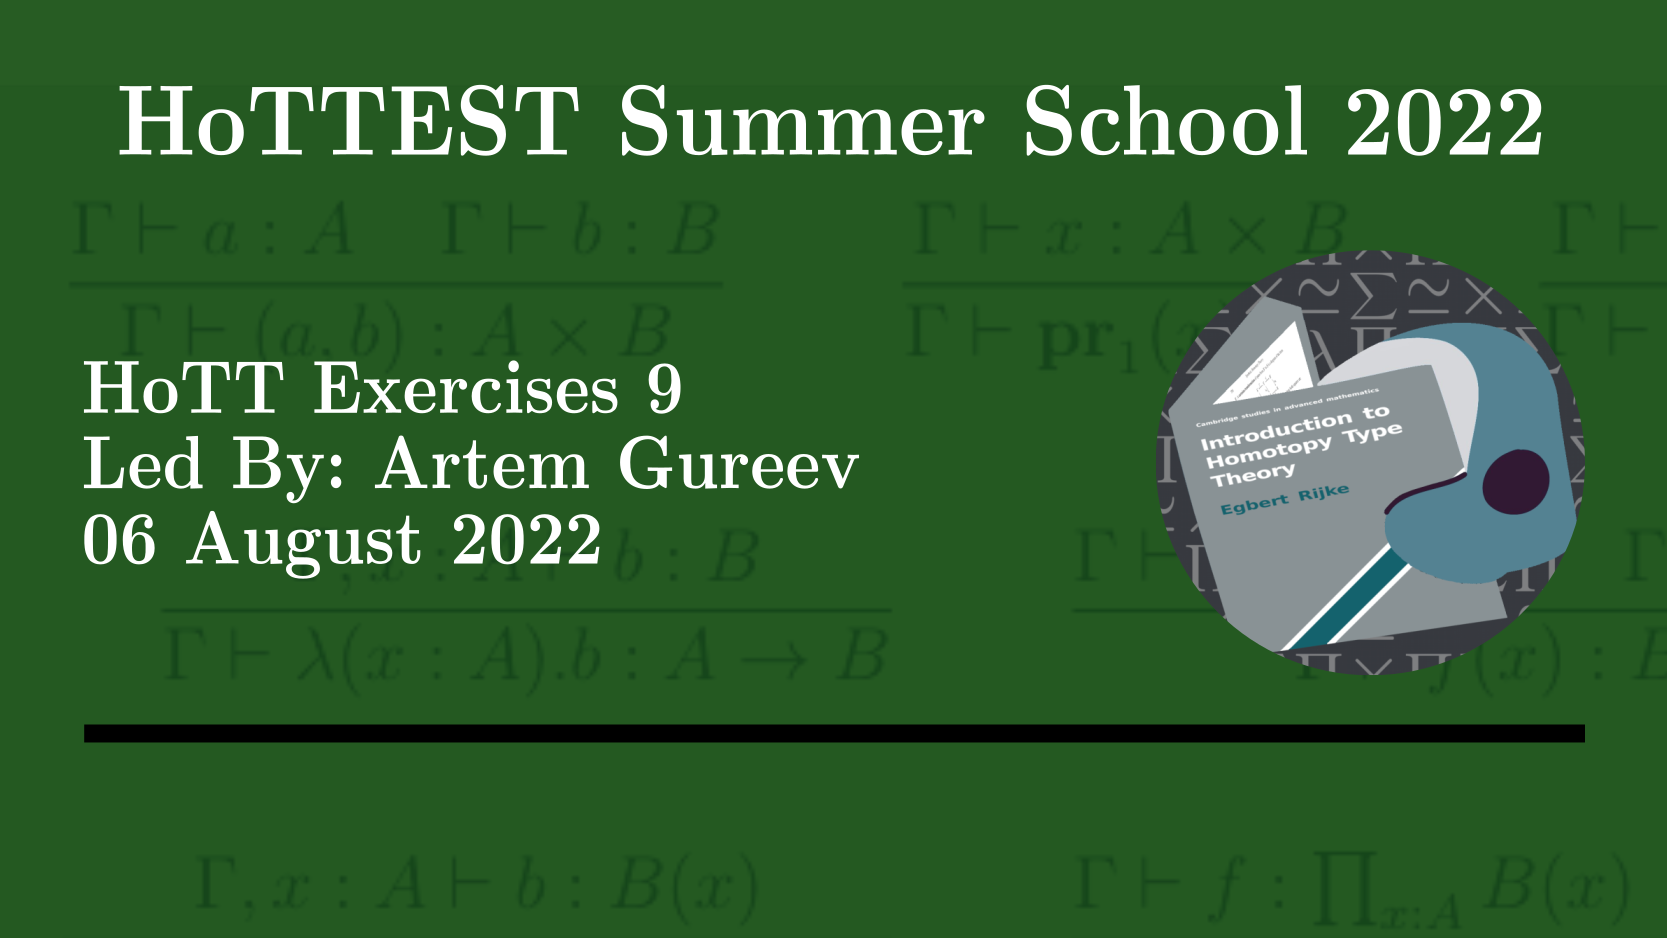 HoTTEST Summer School 2022
Γ ⊢ a : A Γ ⊢ b : B
Γ ⊢ (a, b) : A × B
Γ ⊢ x : A × B
Γ ⊢ pr₁(
Γ ⊢
Γ ⊢
HoTT Exercises 9
Led By: Artem Gureev
06 August 2022
Cambridge studies in advanced mathematics
Introduction to
Homotopy Type
Theory
Egbert Rijke
, x : A ⊢ b : B
Γ ⊢ λ(x : A).b : A → B
Γ ⊢
Γ
f(x) : B
Γ, x : A ⊢ b : B(x)
Γ ⊢ f : ∏x:A B(x)